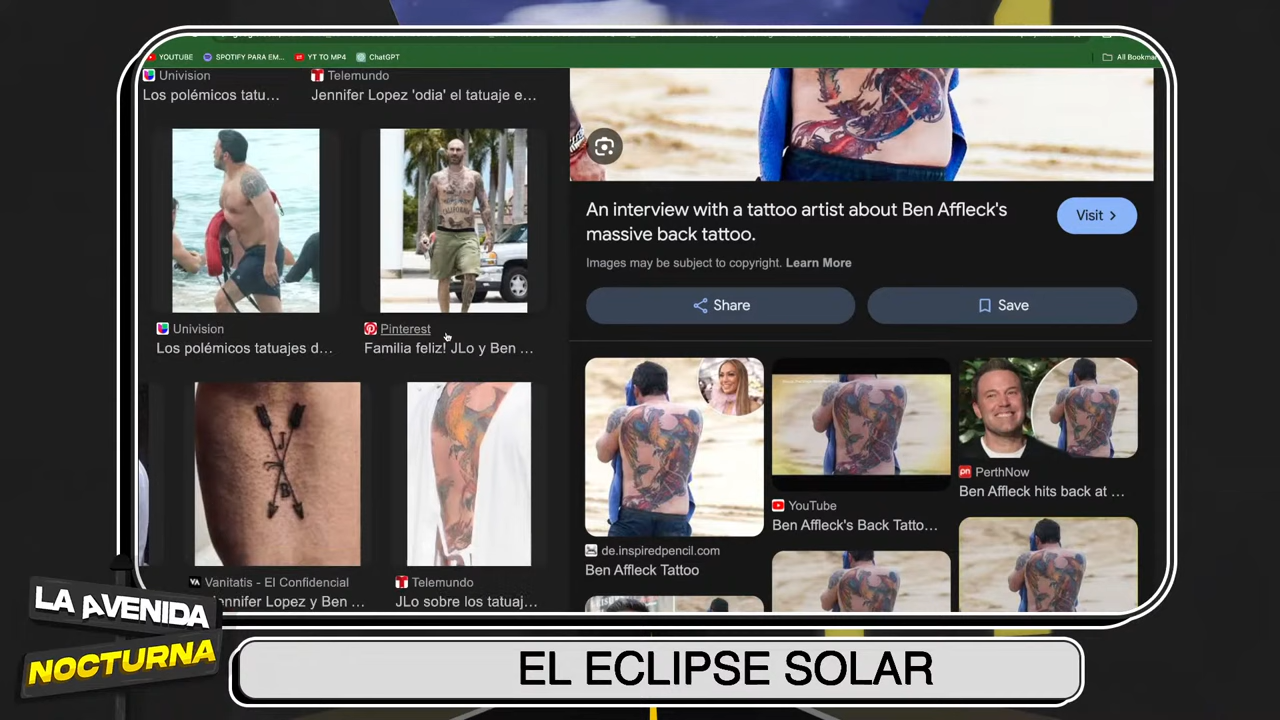 YOUTUBE
SPOTIFY PARA EM...
YT TO MP4
ChatGPT
All Bookmar
Univision
Los polémicos tatu...
Telemundo
Jennifer Lopez 'odia' el tatuaje e...
Univision
Los polémicos tatuajes d...
Pinterest
Familia feliz! JLo y Ben ...
Vanitatis - El Confidencial
Jennifer Lopez y Ben ...
Telemundo
JLo sobre los tatuaj...
An interview with a tattoo artist about Ben Affleck's
massive back tattoo.
Visit
Images may be subject to copyright. Learn More
Share
Save
de.inspiredpencil.com
Ben Affleck Tattoo
YouTube
Ben Affleck's Back Tatto...
PerthNow
Ben Affleck hits back at ...
LA AVENIDA
NOCTURNA
EL ECLIPSE SOLAR